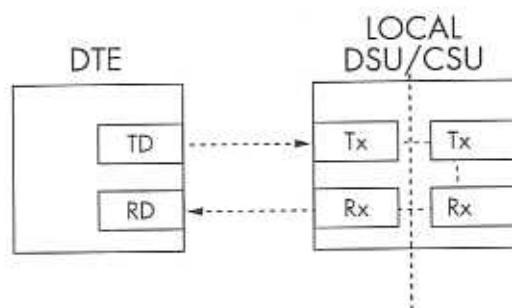 DTE
LOCAL
DSU/CSU
TD
Tx
Tx
RD
Rx
Rx